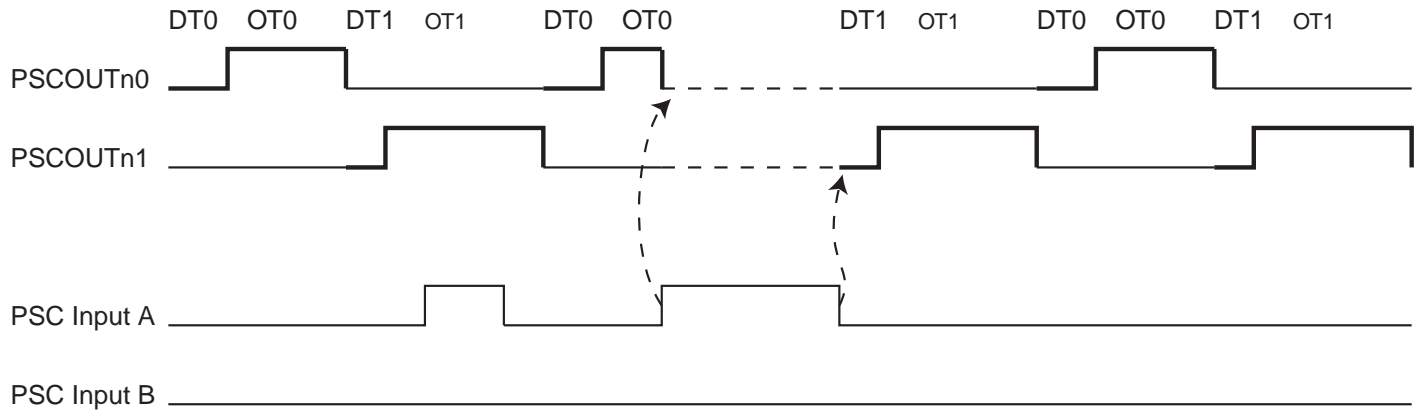 DT0 OT0 DT1 OT1 DT0 OT0 DT1 OT1 DT0 OT0 DT1 OT1
PSCOUTn0
PSCOUTn1
PSC Input A
PSC Input B